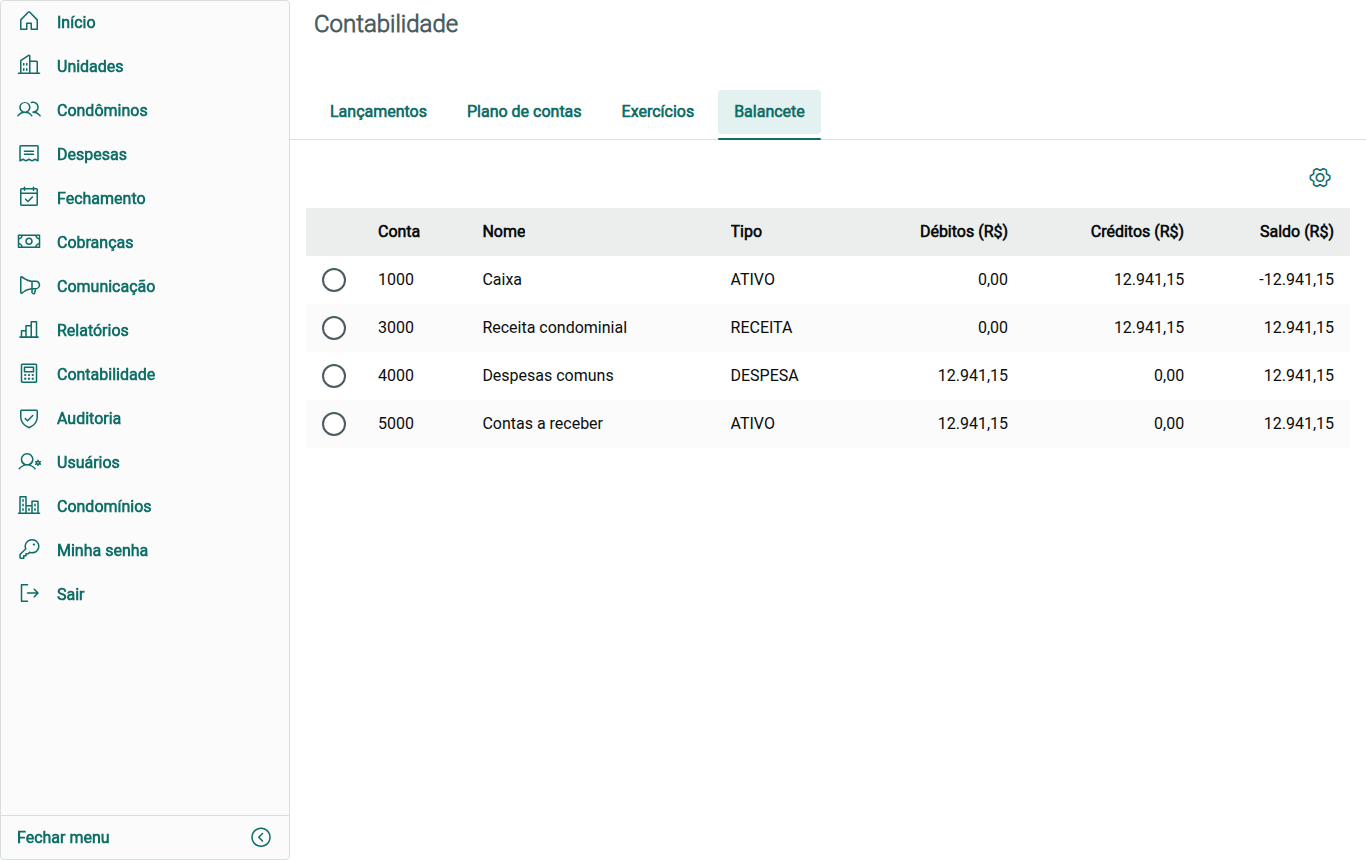 Início
Unidades
Condôminos
Despesas
Fechamento
Cobranças
Comunicação
Relatórios
Contabilidade
Auditoria
Usuários
Condomínios
Minha senha
Sair
Fechar menu
Contabilidade
Lançamentos Plano de contas Exercícios Balancete
Conta Nome Tipo Débitos (R$) Créditos (R$) Saldo (R$)
1000 Caixa ATIVO 0,00 12.941,15 -12.941,15
3000 Receita condominial RECEITA 0,00 12.941,15 12.941,15
4000 Despesas comuns DESPESA 12.941,15 0,00 12.941,15
5000 Contas a receber ATIVO 12.941,15 0,00 12.941,15